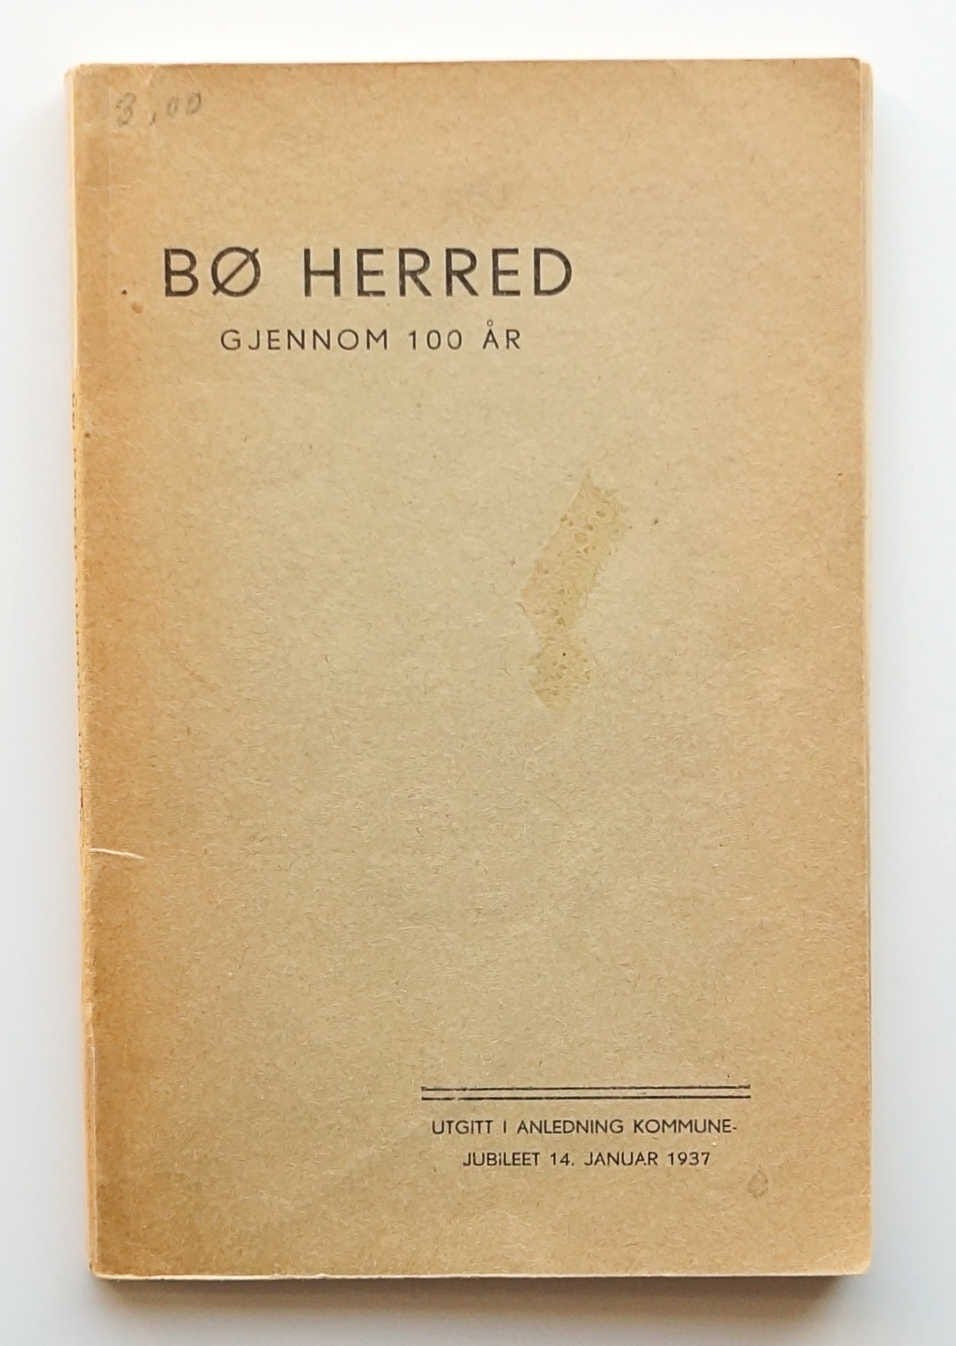 3,00
BØ HERRED
GJENNOM 100 ÅR
UTGITT I ANLEDNING KOMMUNE-
JUBILEET 14. JANUAR 1937